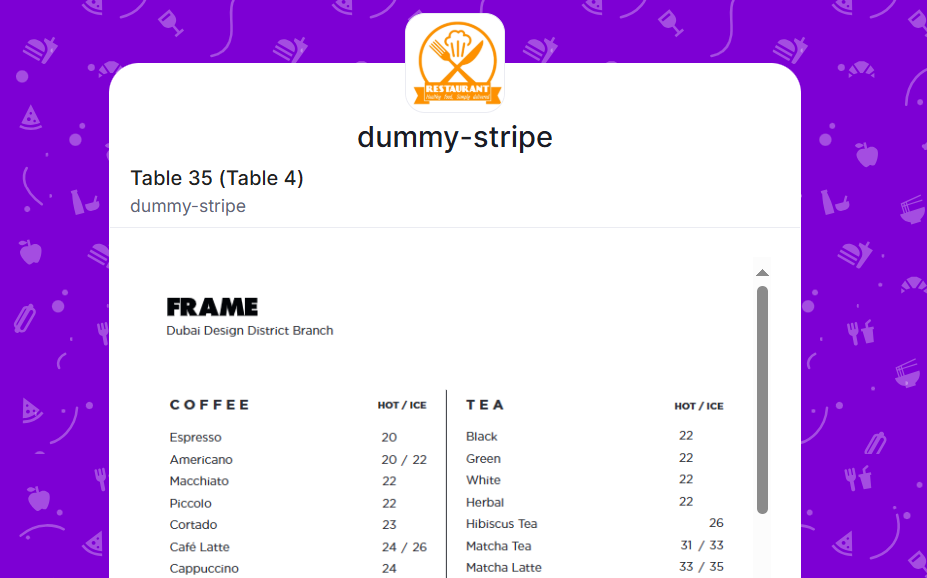 RESTAURANT
dummy-stripe
Table 35 (Table 4)
dummy-stripe
FRAME
Dubai Design District Branch
COFFEE HOT / ICE
Espresso 20
Americano 20 / 22
Macchiato 22
Piccolo 22
Cortado 23
Café Latte 24 / 26
Cappuccino 24
TEA HOT / ICE
Black 22
Green 22
White 22
Herbal 22
Hibiscus Tea 26
Matcha Tea 31 / 33
Matcha Latte 33 / 35